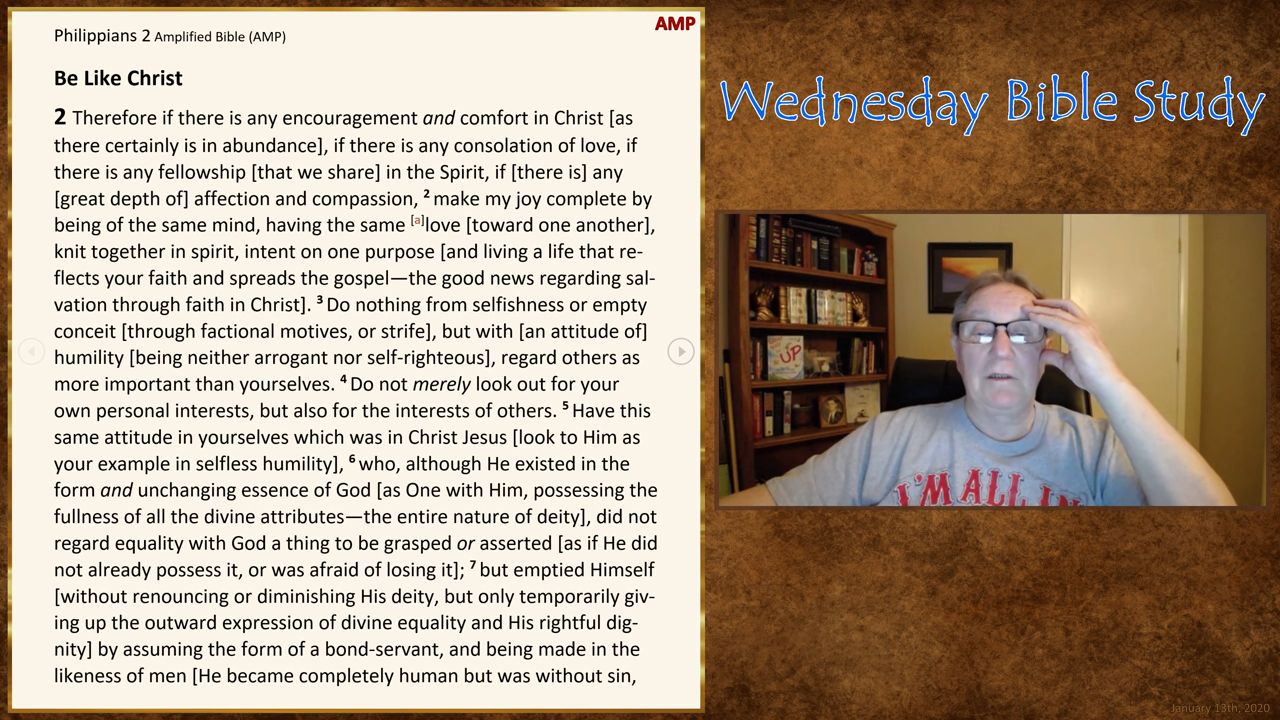 AMP
Philippians 2 Amplified Bible (AMP)
Be Like Christ
2 Therefore if there is any encouragement and comfort in Christ [as
there certainly is in abundance], if there is any consolation of love, if
there is any fellowship [that we share] in the Spirit, if [there is] any
[great depth of] affection and compassion, 2 make my joy complete by
being of the same mind, having the same [a]love [toward one another],
knit together in spirit, intent on one purpose [and living a life that re-
flects your faith and spreads the gospel—the good news regarding sal-
vation through faith in Christ]. 3 Do nothing from selfishness or empty
conceit [through factional motives, or strife], but with [an attitude of]
humility [being neither arrogant nor self-righteous], regard others as
more important than yourselves. 4 Do not merely look out for your
own personal interests, but also for the interests of others. 5 Have this
same attitude in yourselves which was in Christ Jesus [look to Him as
your example in selfless humility], 6 who, although He existed in the
form and unchanging essence of God [as One with Him, possessing the
fullness of all the divine attributes—the entire nature of deity], did not
regard equality with God a thing to be grasped or asserted [as if He did
not already possess it, or was afraid of losing it]; 7 but emptied Himself
[without renouncing or diminishing His deity, but only temporarily giv-
ing up the outward expression of divine equality and His rightful dig-
nity] by assuming the form of a bond-servant, and being made in the
likeness of men [He became completely human but was without sin,
Wednesday Bible Study
UP
I'M ALL IN
January 13th, 2020